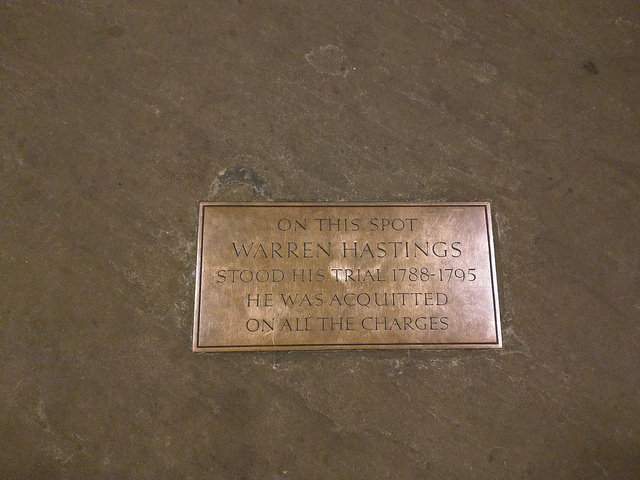 ON THIS SPOT
WARREN HASTINGS
STOOD HIS TRIAL 1788-1795
HE WAS ACQUITTED
ON ALL THE CHARGES